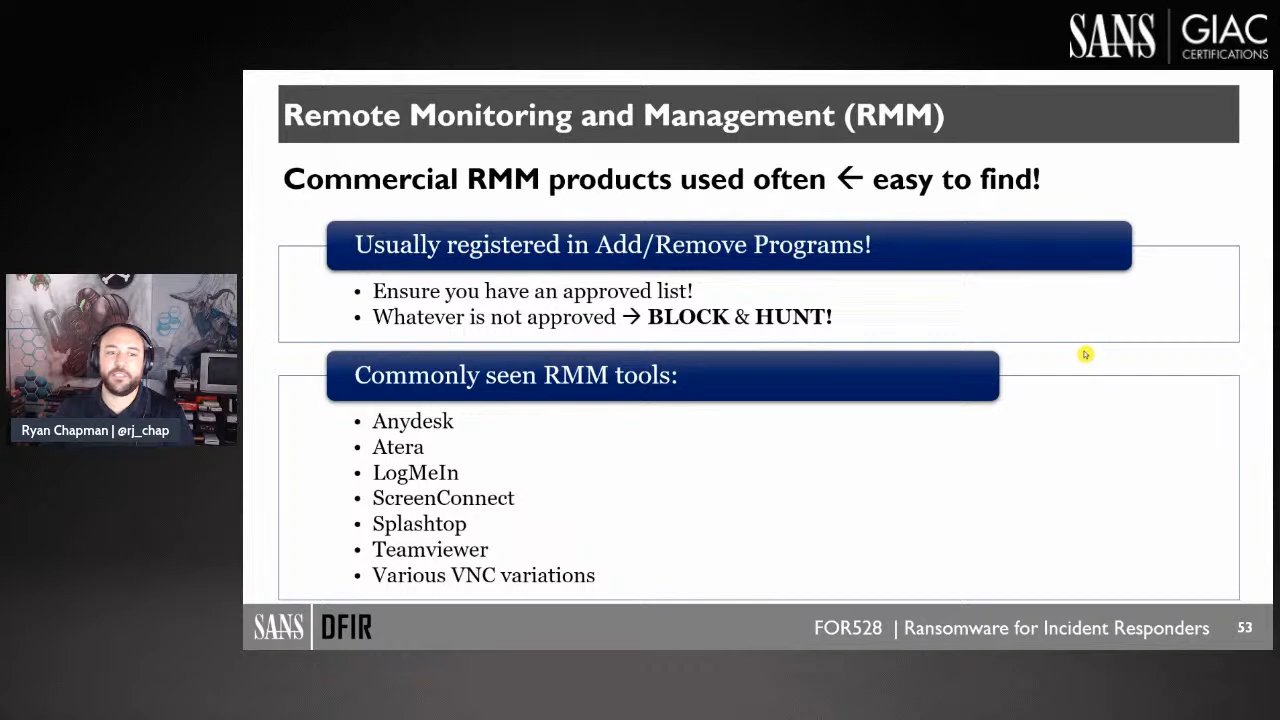 SANS | GIAC
CERTIFICATIONS
Remote Monitoring and Management (RMM)
Commercial RMM products used often ← easy to find!
Usually registered in Add/Remove Programs!
• Ensure you have an approved list!
• Whatever is not approved → BLOCK & HUNT!
Commonly seen RMM tools:
• Anydesk
• Atera
• LogMeIn
• ScreenConnect
• Splashtop
• Teamviewer
• Various VNC variations
Ryan Chapman | @rj_chap
SANS | DFIR
FOR528 | Ransomware for Incident Responders 53